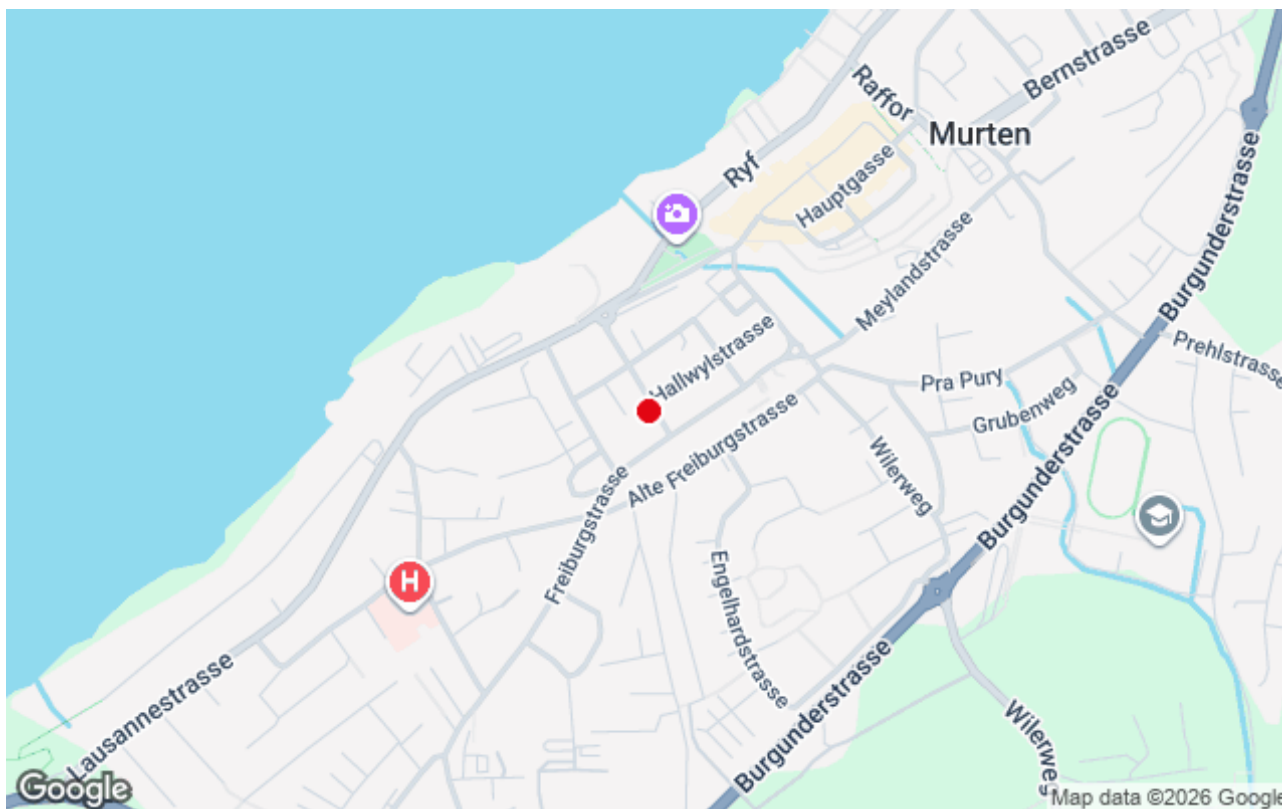 Raffor
Bernstrasse
Murten
Ryf
Hauptgasse
Burgunderstrasse
Meylandstrasse
Hallwylstrasse
Prehlstrasse
Pra Pury
Grubenweg
Alte Freiburgstrasse
Wilerweg
Freiburgstrasse
Burgunderstrasse
Engelhardstrasse
H
Lausannestrasse
Burgunderstrasse
Wilerweg
Google
Map data ©2026 Google